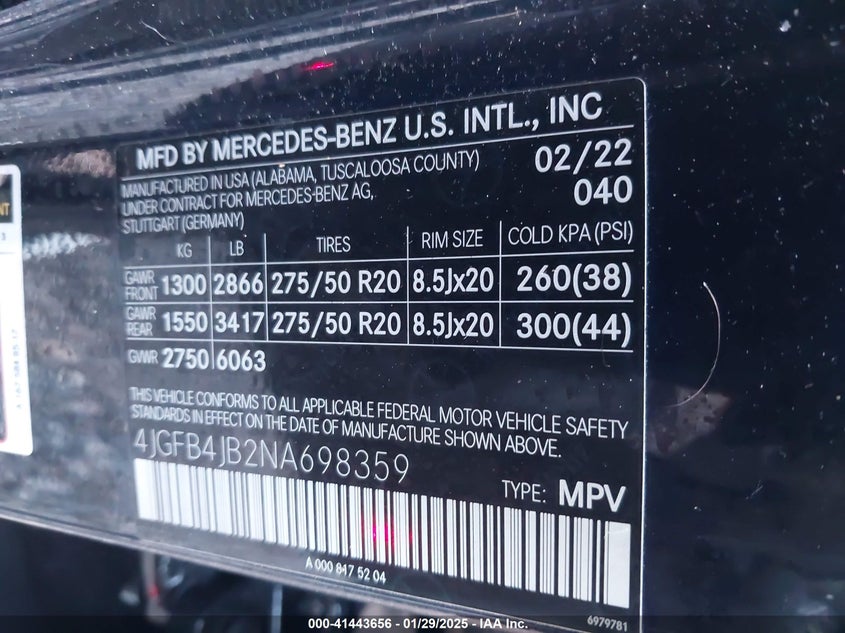 MFD BY MERCEDES-BENZ U.S. INTL., INC
MANUFACTURED IN USA (ALABAMA, TUSCALOOSA COUNTY) 02/22
UNDER CONTRACT FOR MERCEDES-BENZ AG, 040
STUTTGART (GERMANY)
KG LB TIRES RIM SIZE COLD KPA (PSI)
GAWR FRONT 1300 2866 275/50 R20 8.5Jx20 260(38)
GAWR REAR 1550 3417 275/50 R20 8.5Jx20 300(44)
GVWR 2750 6063
THIS VEHICLE CONFORMS TO ALL APPLICABLE FEDERAL MOTOR VEHICLE SAFETY
STANDARDS IN EFFECT ON THE DATE OF MANUFACTURE SHOWN ABOVE.
4JGFB4JB2NA698359
TYPE: MPV
A 000 847 52 04
6979781
000-41443656 - 01/29/2025 - IAA Inc.